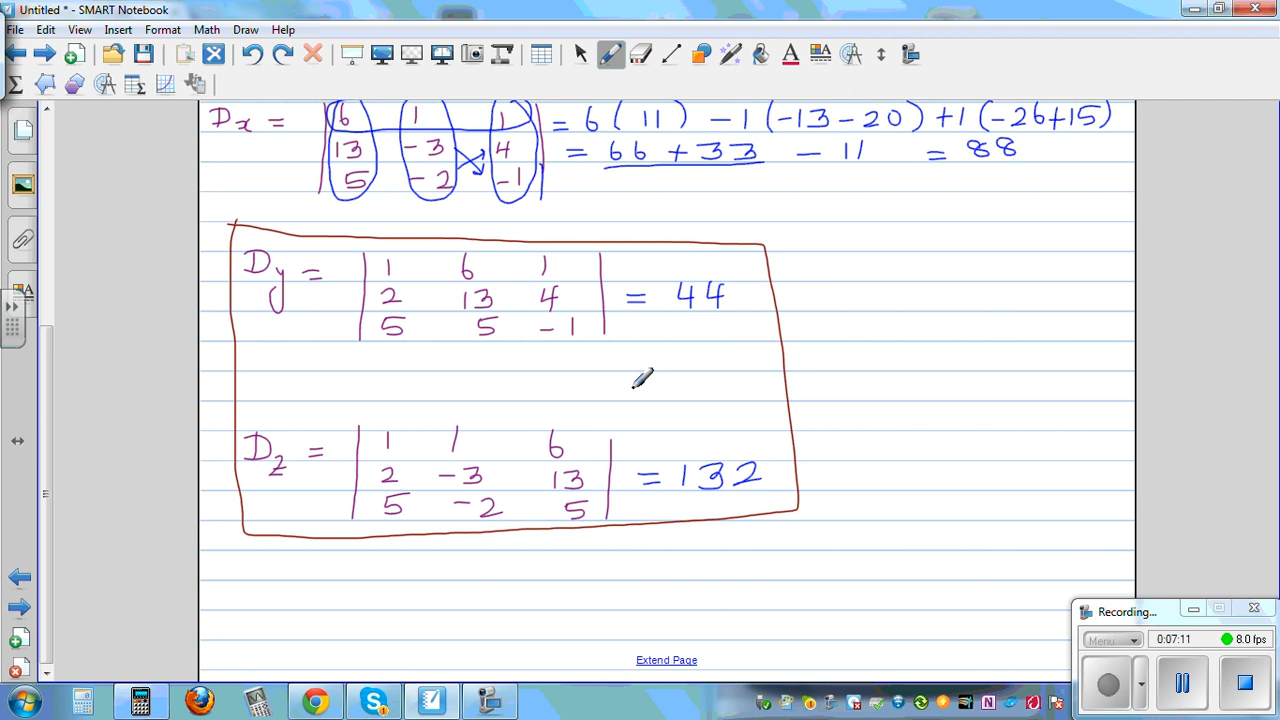 Untitled * - SMART Notebook
File Edit View Insert Format Math Draw Help
Dx = | 6 1 1 | = 6 ( 11 ) - 1 (-13 - 20) + 1 (-26+15)
| 13 -3 4 | = 66 + 33 - 11 = 88
| 5 -2 -1 |
Dy = | 1 6 1 |
| 2 13 4 | = 44
| 5 5 -1 |
Dz = | 1 1 6 |
| 2 -3 13 | = 132
| 5 -2 5 |
Extend Page
Recording...
Menu 0:07:11 8.0 fps